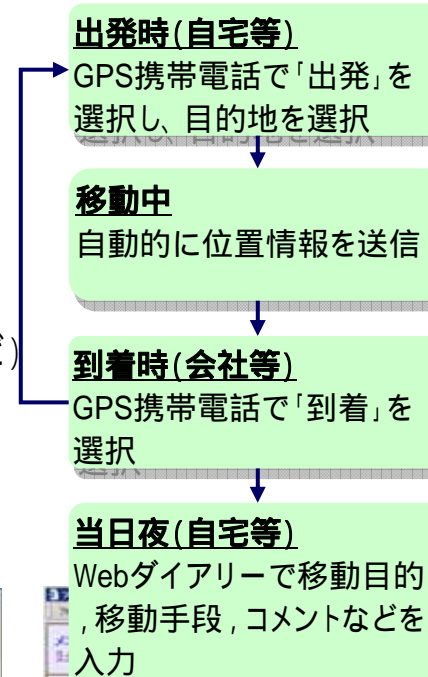 出発時(自宅等)
GPS携帯電話で「出発」を
選択し、目的地を選択
移動中
自動的に位置情報を送信
到着時(会社等)
GPS携帯電話で「到着」を
選択
当日夜(自宅等)
Webダイアリーで移動目的
,移動手段,コメントなどを
入力